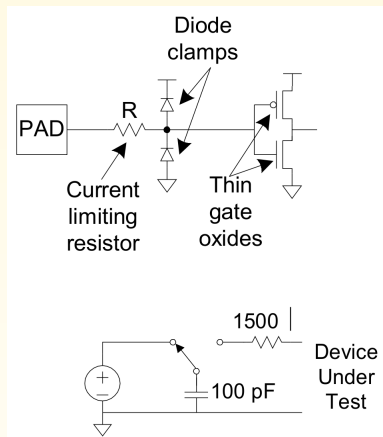 Diode
clamps
R
PAD
Current
limiting
resistor
Thin
gate
oxides
1500 |
100 pF
Device
Under
Test